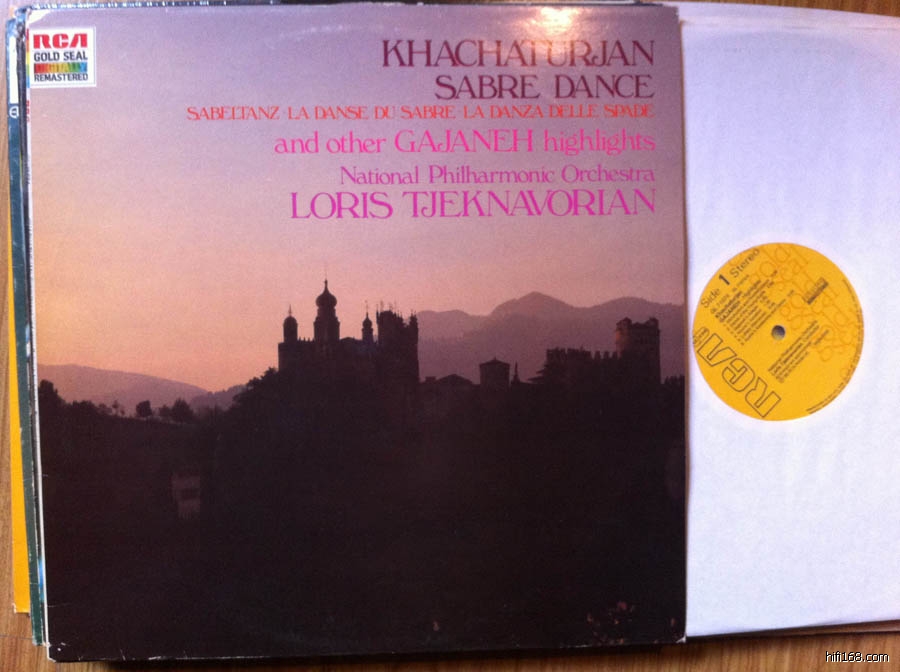 RCA
GOLD SEAL
DIGITALLY
REMASTERED
KHACHATURJAN
SABRE DANCE
SABELTANZ · LA DANSE DU SABRE · LA DANZA DELLE SPADE
and other GAJANEH highlights
National Philharmonic Orchestra
LORIS TJEKNAVORIAN
Side 1 Stereo
RCA
hifi168.com